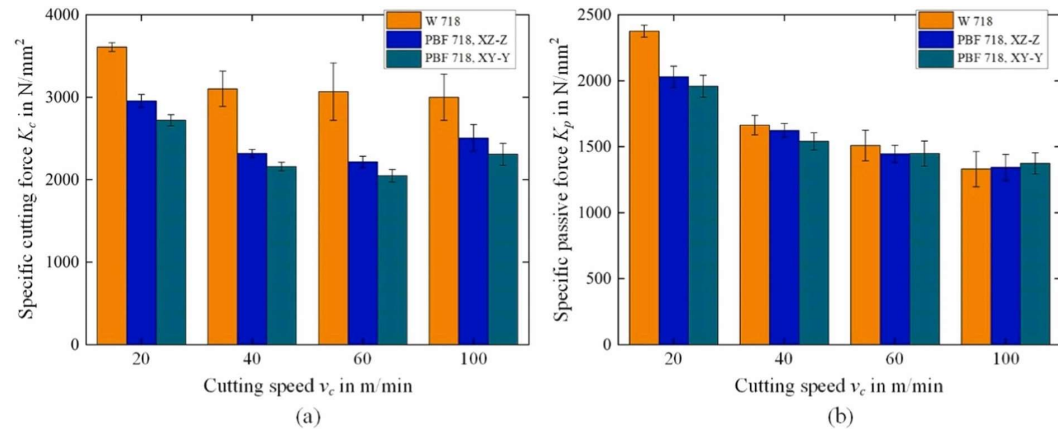 Specific cutting force Kc in N/mm²
4000
3000
2000
1000
0
W 718
PBF 718, XZ-Z
PBF 718, XY-Y
20 40 60 100
Cutting speed vc in m/min
(a)
Specific passive force Kp in N/mm²
2500
2000
1500
1000
500
0
W 718
PBF 718, XZ-Z
PBF 718, XY-Y
20 40 60 100
Cutting speed vc in m/min
(b)